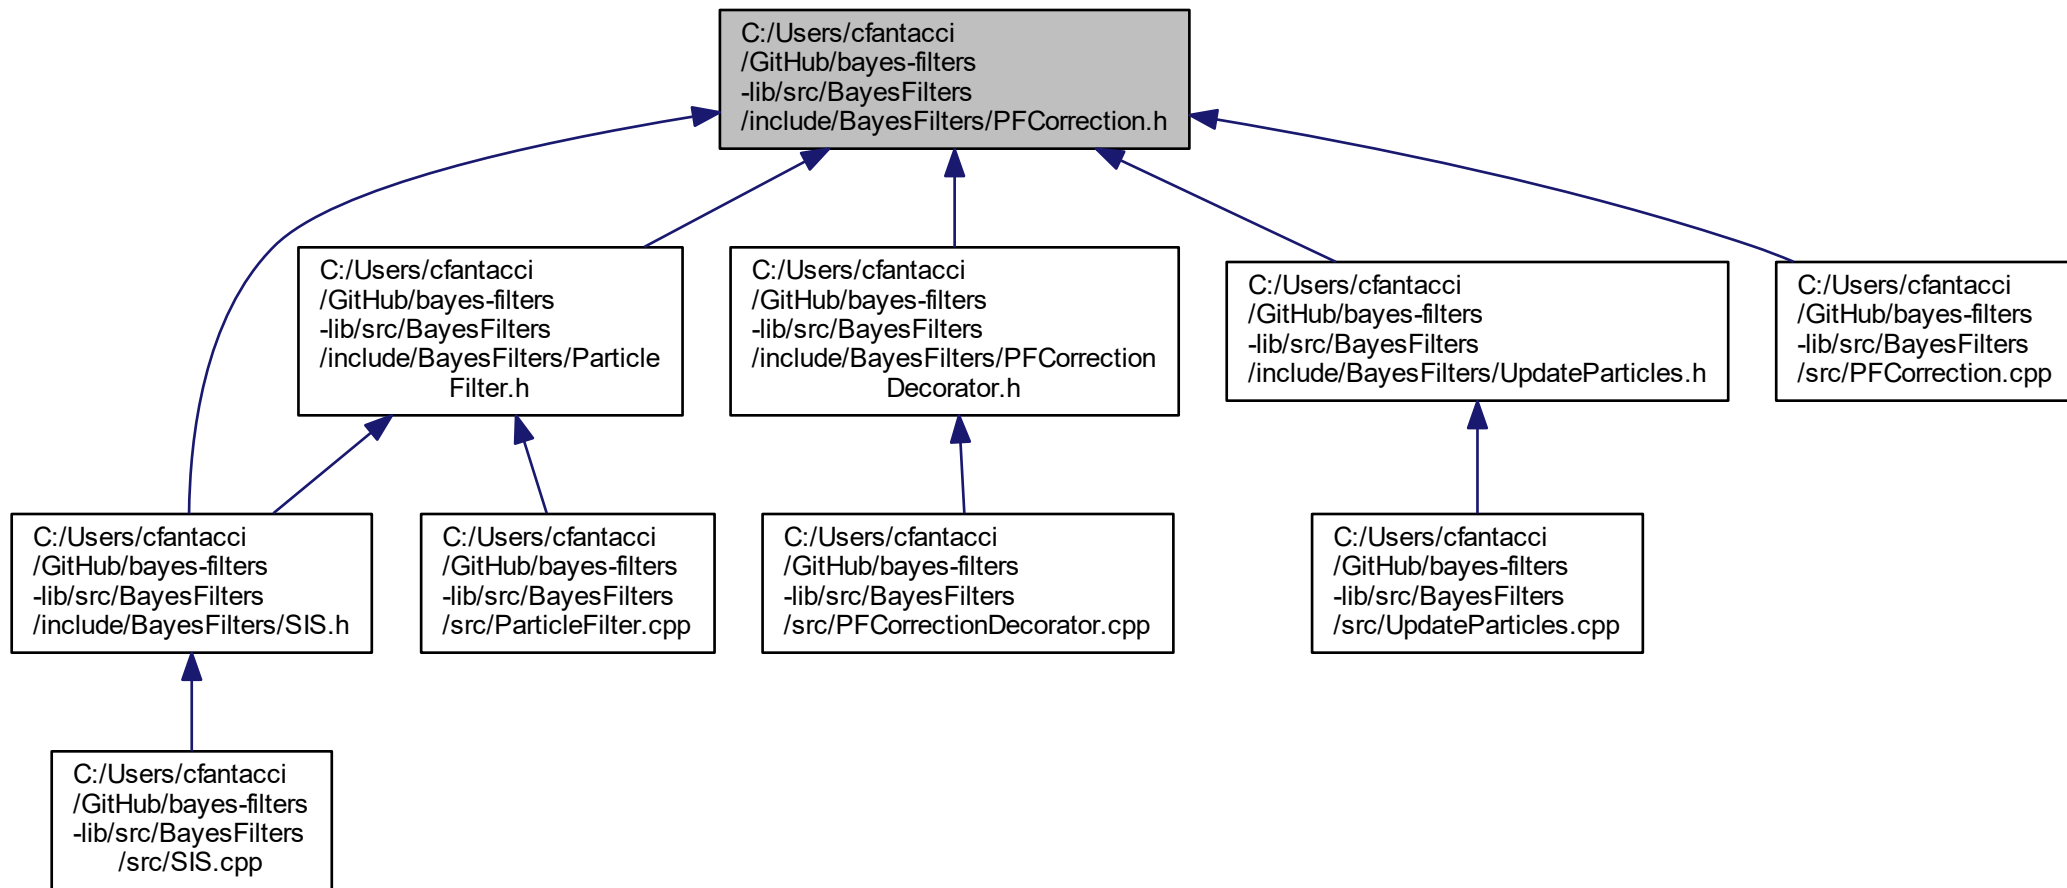 C:/Users/cfantacci
/GitHub/bayes-filters
-lib/src/BayesFilters
/include/BayesFilters/PFCorrection.h
C:/Users/cfantacci
/GitHub/bayes-filters
-lib/src/BayesFilters
/include/BayesFilters/Particle
Filter.h
C:/Users/cfantacci
/GitHub/bayes-filters
-lib/src/BayesFilters
/include/BayesFilters/PFCorrection
Decorator.h
C:/Users/cfantacci
/GitHub/bayes-filters
-lib/src/BayesFilters
/include/BayesFilters/UpdateParticles.h
C:/Users/cfantacci
/GitHub/bayes-filters
-lib/src/BayesFilters
/src/PFCorrection.cpp
C:/Users/cfantacci
/GitHub/bayes-filters
-lib/src/BayesFilters
/include/BayesFilters/SIS.h
C:/Users/cfantacci
/GitHub/bayes-filters
-lib/src/BayesFilters
/src/ParticleFilter.cpp
C:/Users/cfantacci
/GitHub/bayes-filters
-lib/src/BayesFilters
/src/PFCorrectionDecorator.cpp
C:/Users/cfantacci
/GitHub/bayes-filters
-lib/src/BayesFilters
/src/UpdateParticles.cpp
C:/Users/cfantacci
/GitHub/bayes-filters
-lib/src/BayesFilters
/src/SIS.cpp